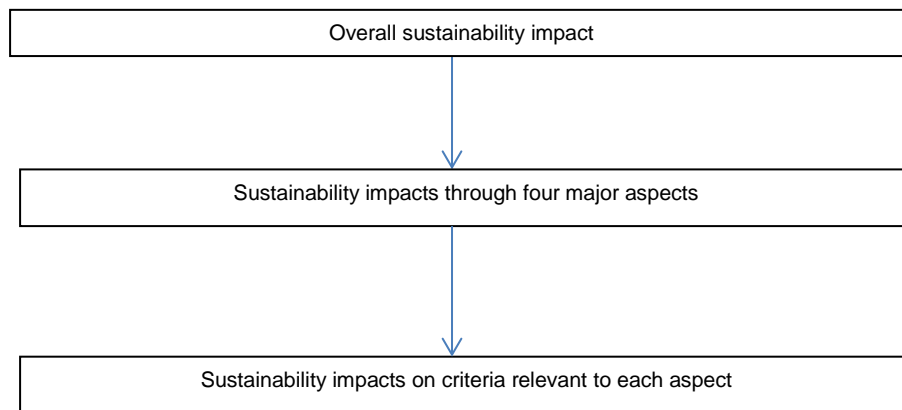 Overall sustainability impact
Sustainability impacts through four major aspects
Sustainability impacts on criteria relevant to each aspect